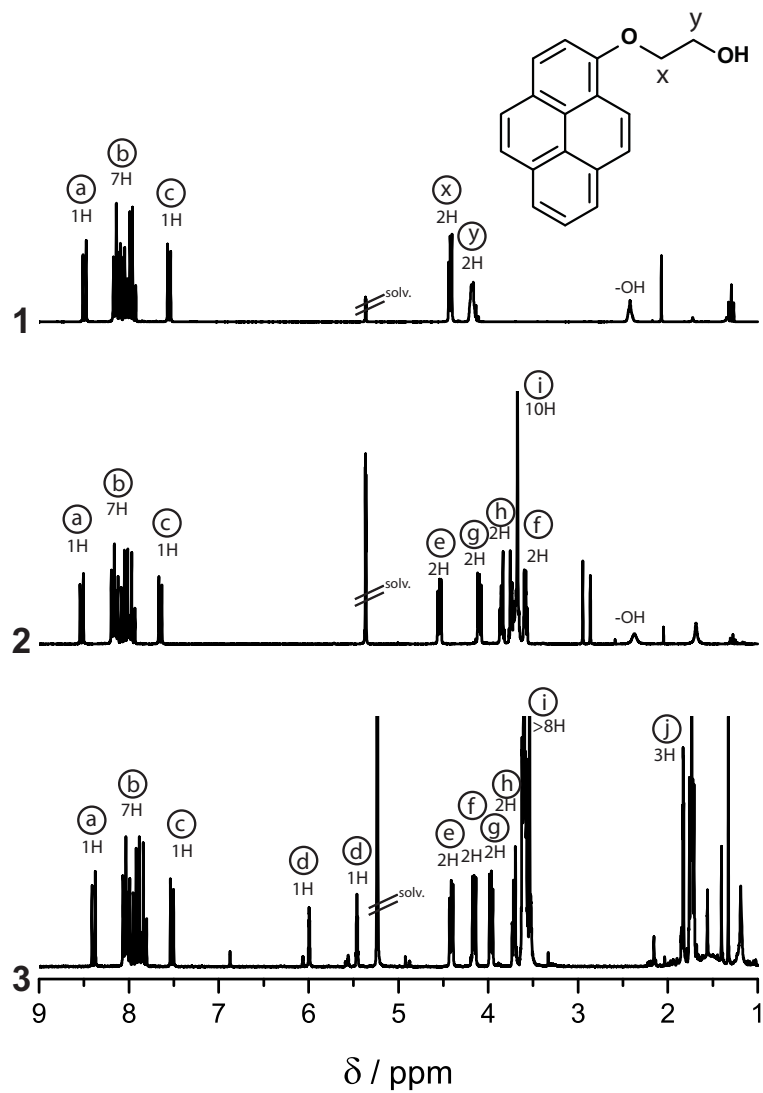 y
O
OH
x
b
7H
a
1H
c
1H
x
2H
y
2H
solv.
-OH
1
i
10H
b
7H
a
1H
c
1H
h
2H
e
2H
g
2H
f
2H
solv.
-OH
2
i
>8H
j
3H
b
7H
a
1H
c
1H
h
2H
f
2H
g
2H
e
2H
d
1H
d
1H
solv.
3
9 8 7 6 5 4 3 2 1
δ / ppm